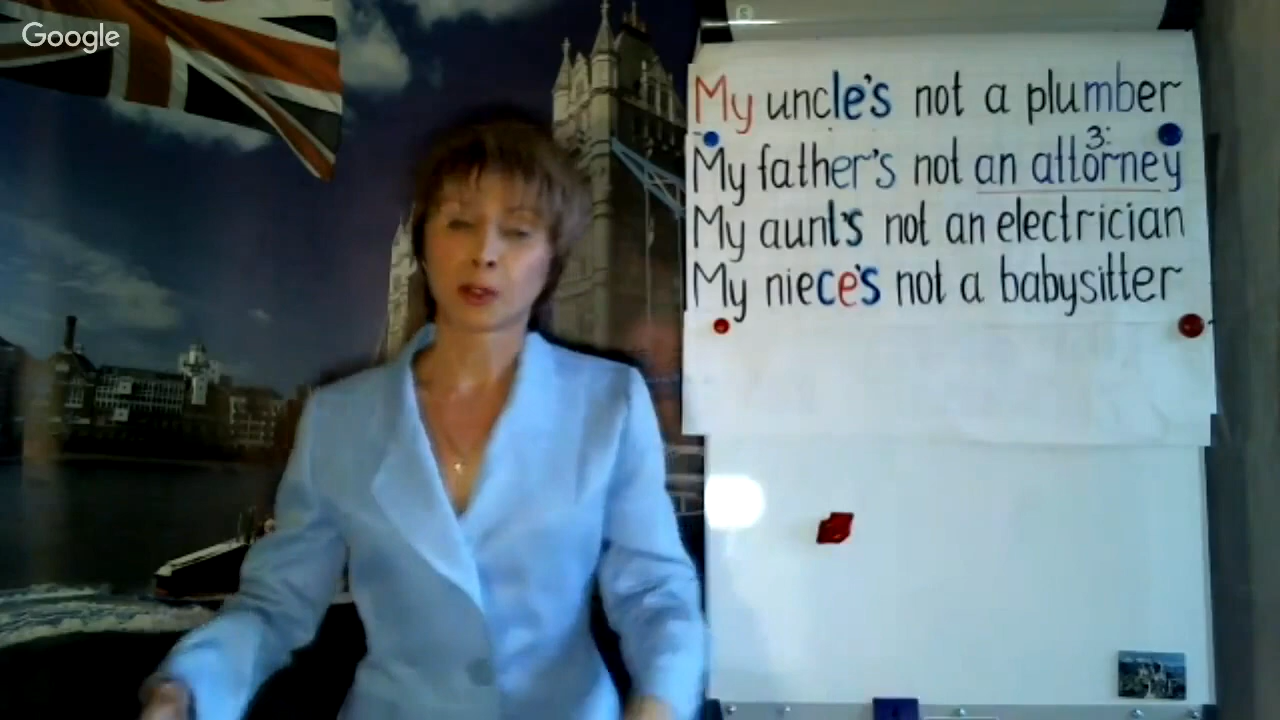 Google
My uncle's not a plumber
3:
My father's not an attorney
My aunt's not an electrician
My niece's not a babysitter